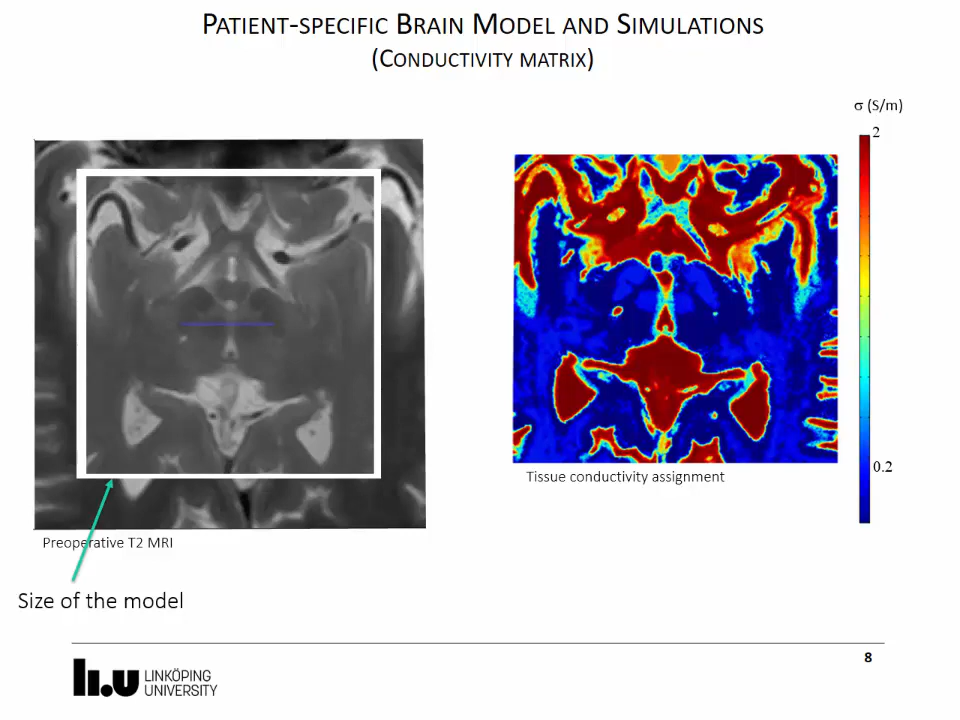 PATIENT-SPECIFIC BRAIN MODEL AND SIMULATIONS
(CONDUCTIVITY MATRIX)
σ (S/m)
2
0.2
Tissue conductivity assignment
Preoperative T2 MRI
Size of the model
8
li.u LINKÖPING
UNIVERSITY